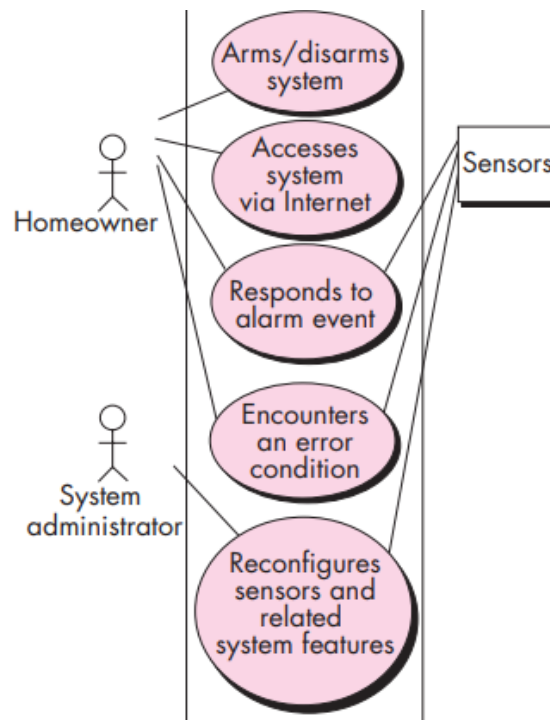 Arms/disarms
system
Accesses
system
via Internet
Sensors
Homeowner
Responds to
alarm event
Encounters
an error
condition
System
administrator
Reconfigures
sensors and
related
system features